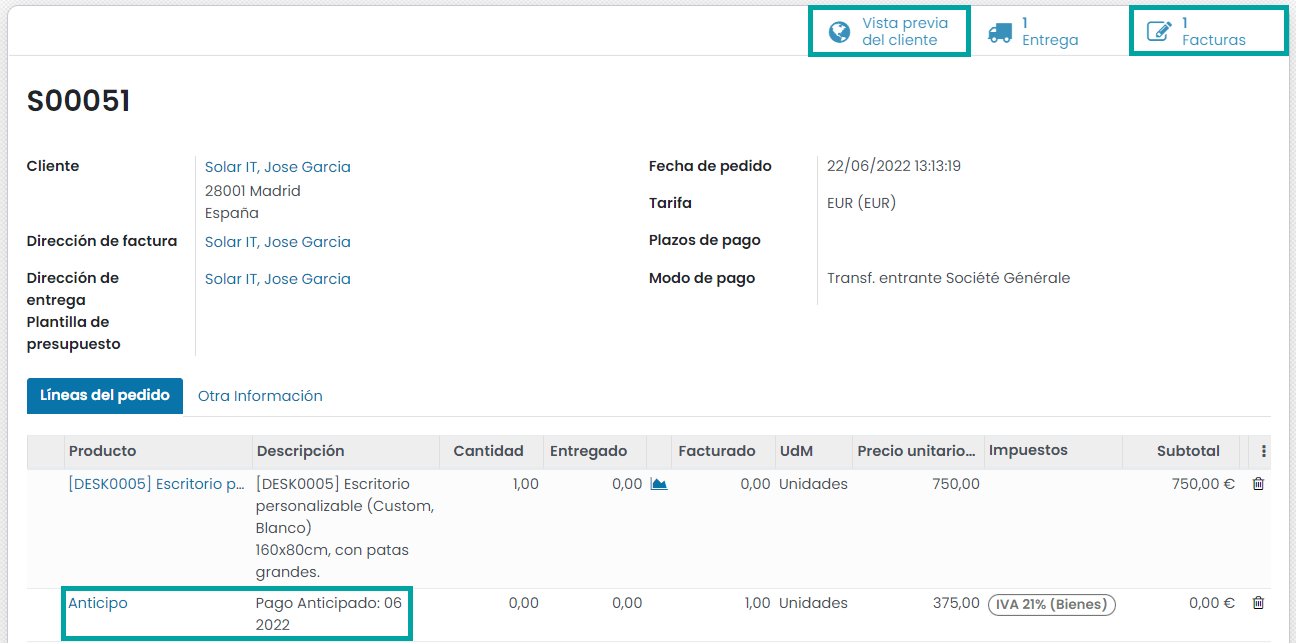 Vista previa
del cliente
1
Entrega
1
Facturas
S00051
Cliente
Solar IT, Jose Garcia
28001 Madrid
España
Dirección de factura
Solar IT, Jose Garcia
Dirección de
entrega
Solar IT, Jose Garcia
Plantilla de
presupuesto
Fecha de pedido
22/06/2022 13:13:19
Tarifa
EUR (EUR)
Plazos de pago
Modo de pago
Transf. entrante Société Générale
Líneas del pedido
Otra Información
Producto Descripción Cantidad Entregado Facturado UdM Precio unitario... Impuestos Subtotal
[DESK0005] Escritorio p... [DESK0005] Escritorio 1,00 0,00 0,00 Unidades 750,00 750,00 €
personalizable (Custom,
Blanco)
160x80cm, con patas
grandes.
Anticipo Pago Anticipado: 06 0,00 0,00 1,00 Unidades 375,00 IVA 21% (Bienes) 0,00 €
2022